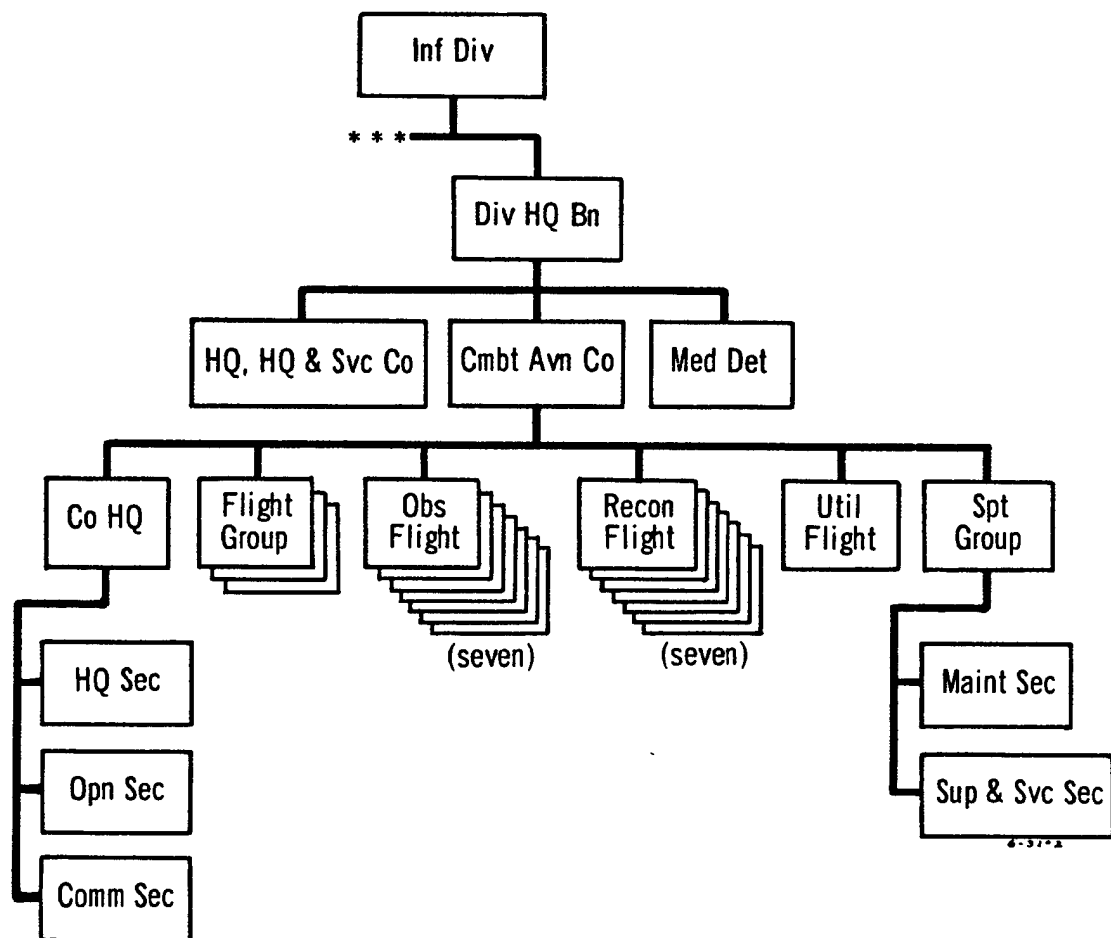 Inf Div
* * *
Div HQ Bn
HQ, HQ & Svc Co
Cmbt Avn Co
Med Det
Co HQ
Flight
Group
Obs
Flight
(seven)
Recon
Flight
(seven)
Util
Flight
Spt
Group
HQ Sec
Opn Sec
Comm Sec
Maint Sec
Sup & Svc Sec